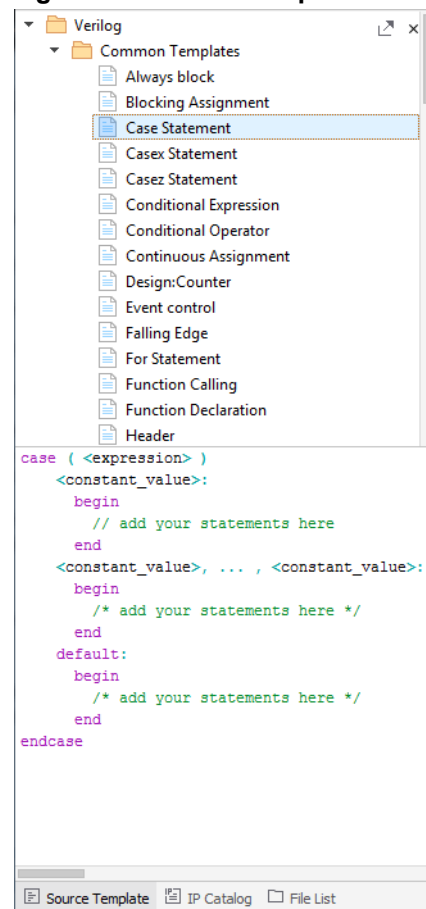 Verilog
Common Templates
Always block
Blocking Assignment
Case Statement
Casex Statement
Casez Statement
Conditional Expression
Conditional Operator
Continuous Assignment
Design:Counter
Event control
Falling Edge
For Statement
Function Calling
Function Declaration
Header
case ( <expression> )
<constant_value>:
begin
// add your statements here
end
<constant_value>, ... , <constant_value>:
begin
/* add your statements here */
end
default:
begin
/* add your statements here */
end
endcase
Source Template IP Catalog File List